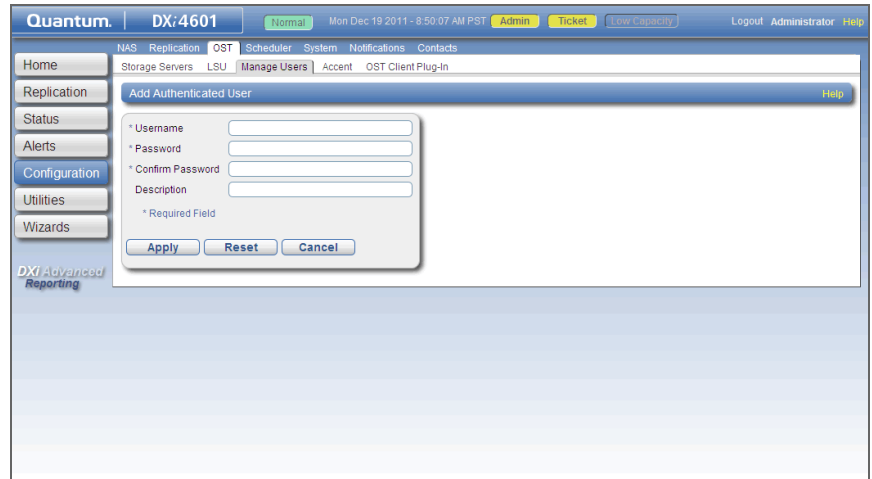 Quantum. DXi4601 Normal Mon Dec 19 2011 - 8:50:07 AM PST Admin Ticket Low Capacity Logout Administrator Help
NAS Replication OST Scheduler System Notifications Contacts
Storage Servers LSU Manage Users Accent OST Client Plug-In
Home
Replication
Status
Alerts
Configuration
Utilities
Wizards
DXi Advanced
Reporting
Add Authenticated User Help
* Username
* Password
* Confirm Password
Description
* Required Field
Apply Reset Cancel